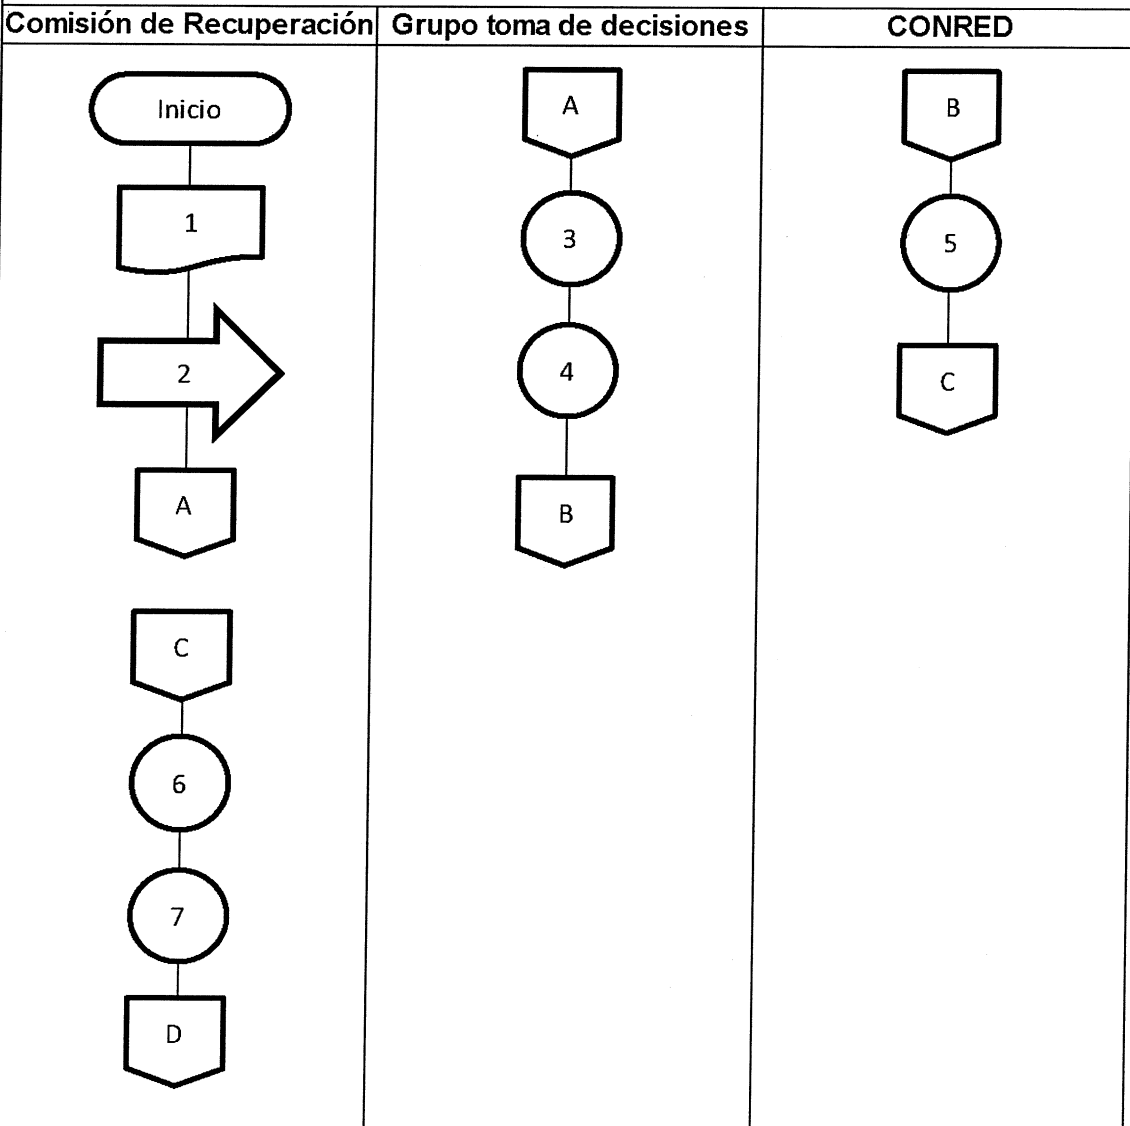 Comisión de Recuperación
Grupo toma de decisiones
CONRED
Inicio
1
2
A
C
6
7
D
A
3
4
B
B
5
C